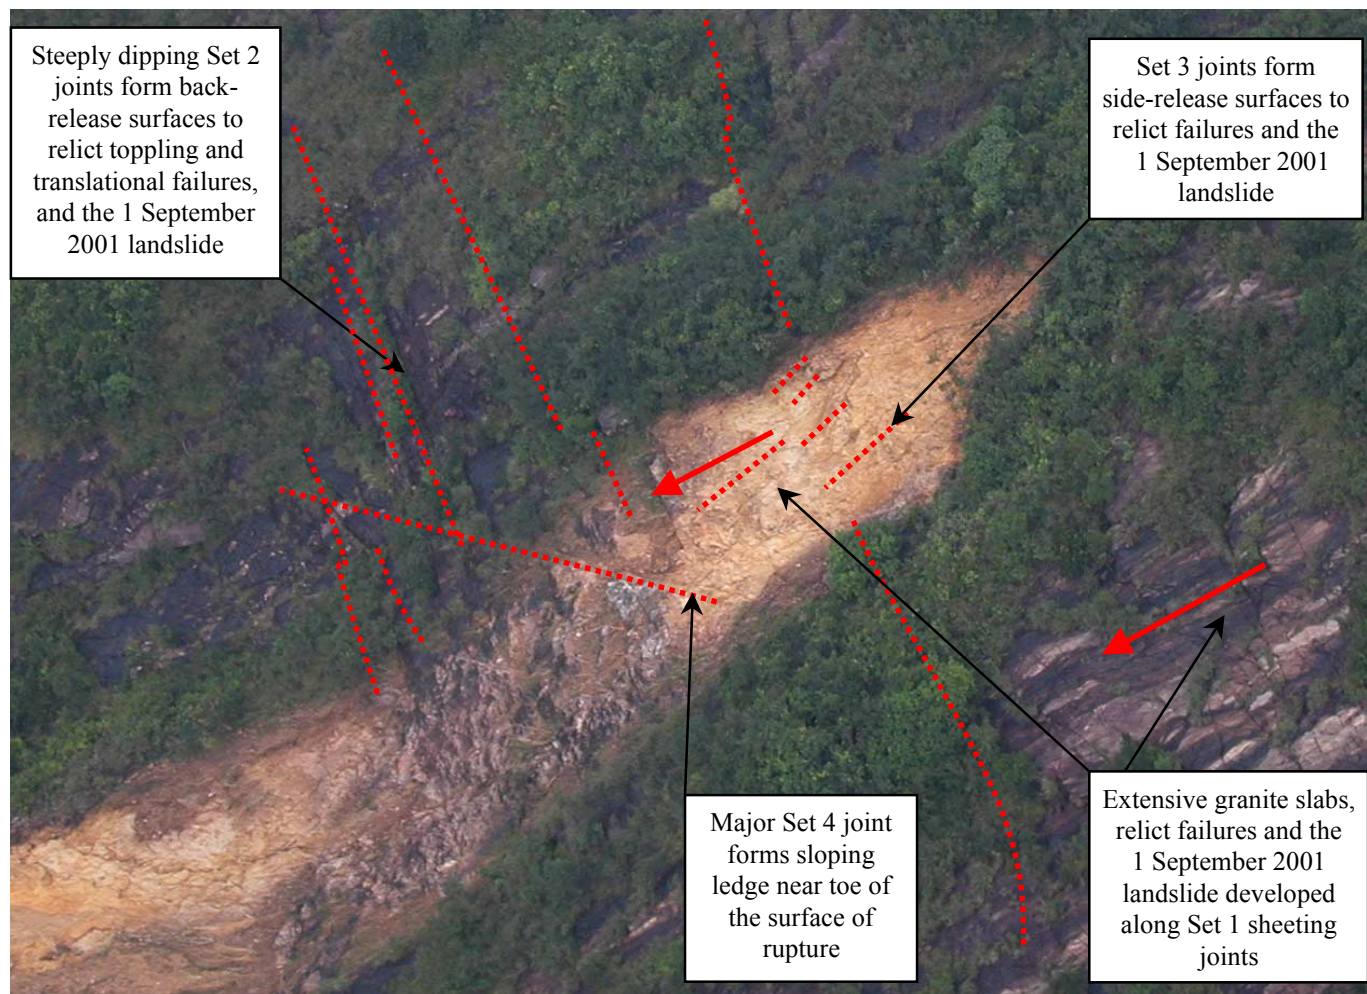 Steeply dipping Set 2
joints form back-
release surfaces to
relict toppling and
translational failures,
and the 1 September
2001 landslide
Set 3 joints form
side-release surfaces to
relict failures and the
1 September 2001
landslide
Major Set 4 joint
forms sloping
ledge near toe of
the surface of
rupture
Extensive granite slabs,
relict failures and the
1 September 2001
landslide developed
along Set 1 sheeting
joints